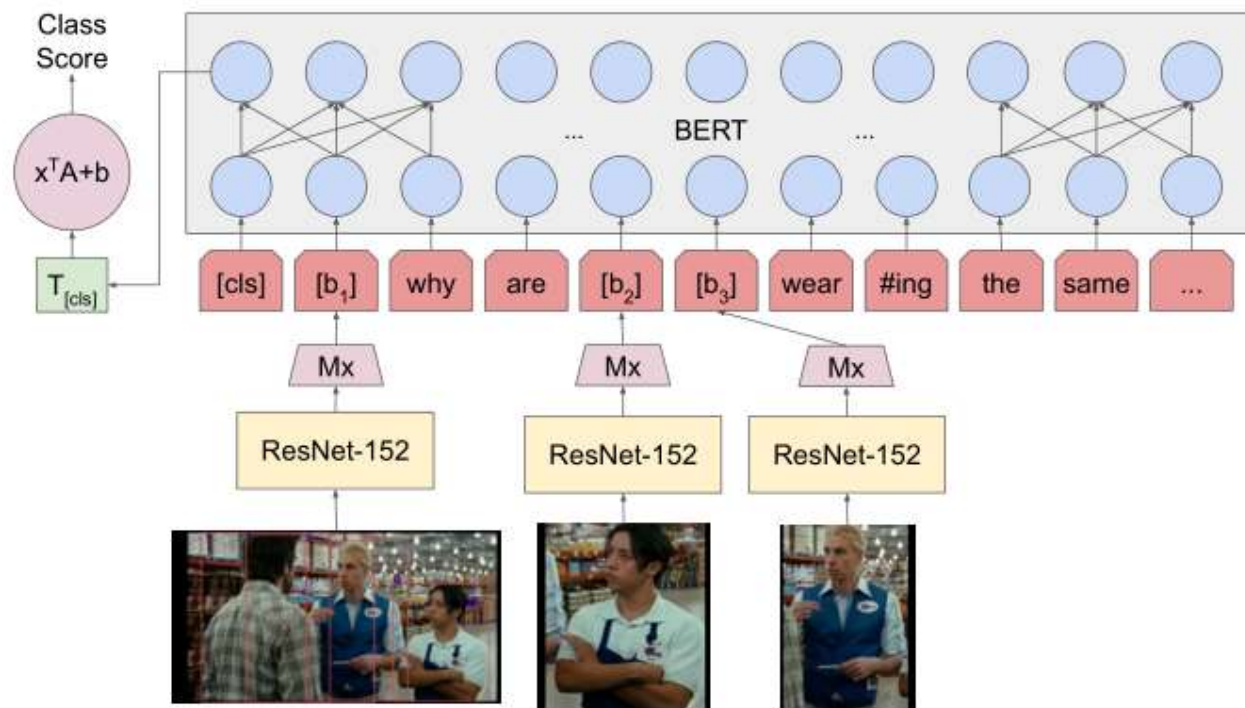 Class
Score
x^T A+b
T[cls]
... BERT ...
[cls] [b₁] why are [b₂] [b₃] wear #ing the same ...
Mx Mx Mx
ResNet-152 ResNet-152 ResNet-152